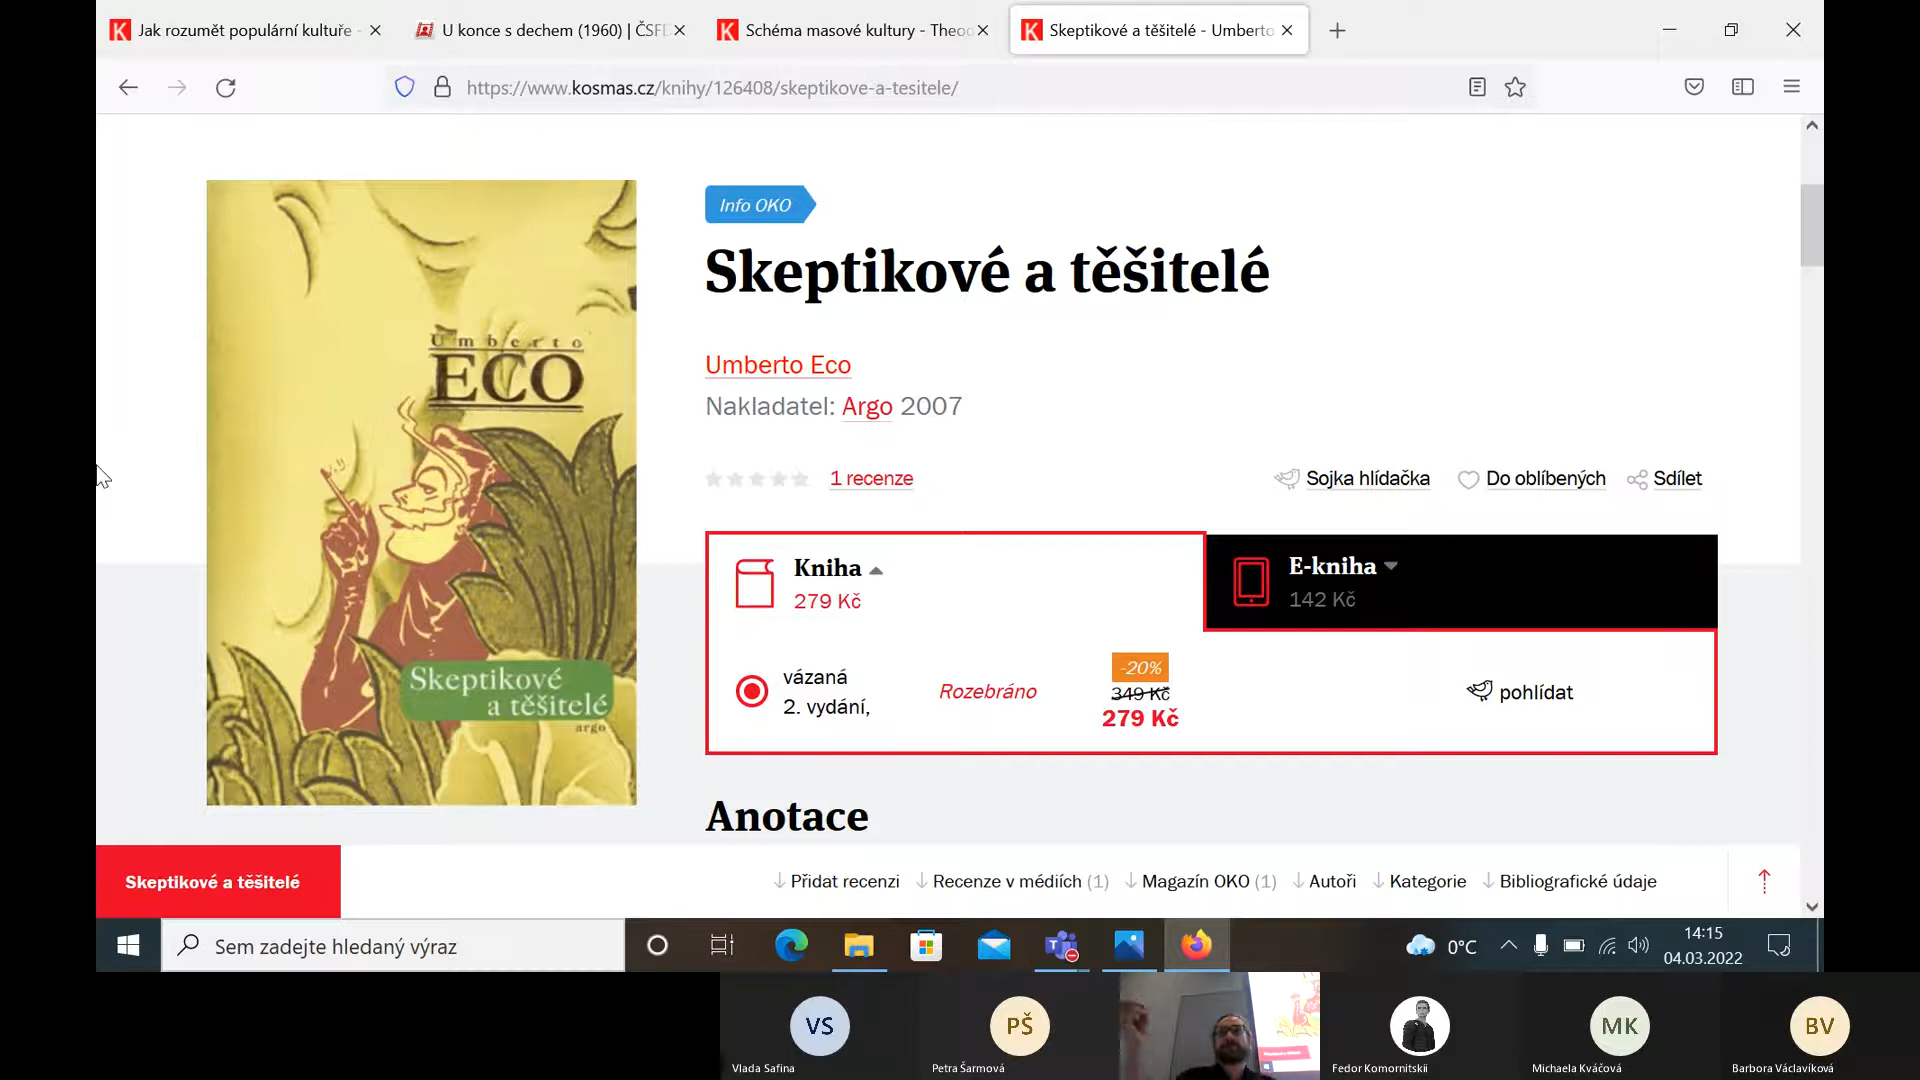 Jak rozumět populární kultuře -
U konce s dechem (1960) | ČSFD
Schéma masové kultury - Theod
Skeptikové a těšitelé - Umberto
https://www.kosmas.cz/knihy/126408/skeptikove-a-tesitele/
Umberto
ECO
Skeptikové
a těšitelé
argo
Info OKO
Skeptikové a těšitelé
Umberto Eco
Nakladatel: Argo 2007
1 recenze
Sojka hlídačka
Do oblíbených
Sdílet
Kniha
279 Kč
E-kniha
142 Kč
vázaná
2. vydání,
Rozebráno
-20%
349 Kč
279 Kč
pohlídat
Anotace
Skeptikové a těšitelé
Přidat recenzi
Recenze v médiích (1)
Magazín OKO (1)
Autoři
Kategorie
Bibliografické údaje
Sem zadejte hledaný výraz
0°C
14:15
04.03.2022
VS
Vlada Safina
PŠ
Petra Šarmová
Fedor Komornitskii
MK
Michaela Kváčová
BV
Barbora Václavíková